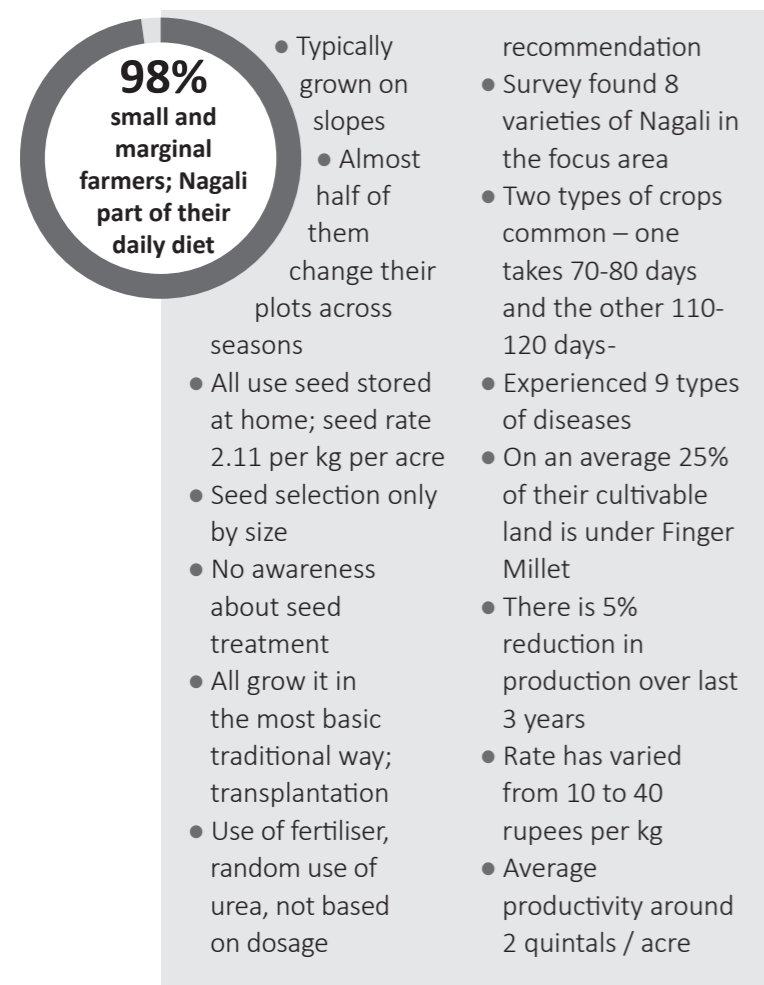 98%
small and
marginal
farmers; Nagali
part of their
daily diet
● Typically
grown on
slopes
● Almost
half of
them
change their
plots across
seasons
● All use seed stored
at home; seed rate
2.11 per kg per acre
● Seed selection only
by size
● No awareness
about seed
treatment
● All grow it in
the most basic
traditional way;
transplantation
● Use of fertiliser,
random use of
urea, not based
on dosage
recommendation
● Survey found 8
varieties of Nagali in
the focus area
● Two types of crops
common – one
takes 70-80 days
and the other 110-
120 days-
● Experienced 9 types
of diseases
● On an average 25%
of their cultivable
land is under Finger
Millet
● There is 5%
reduction in
production over last
3 years
● Rate has varied
from 10 to 40
rupees per kg
● Average
productivity around
2 quintals / acre